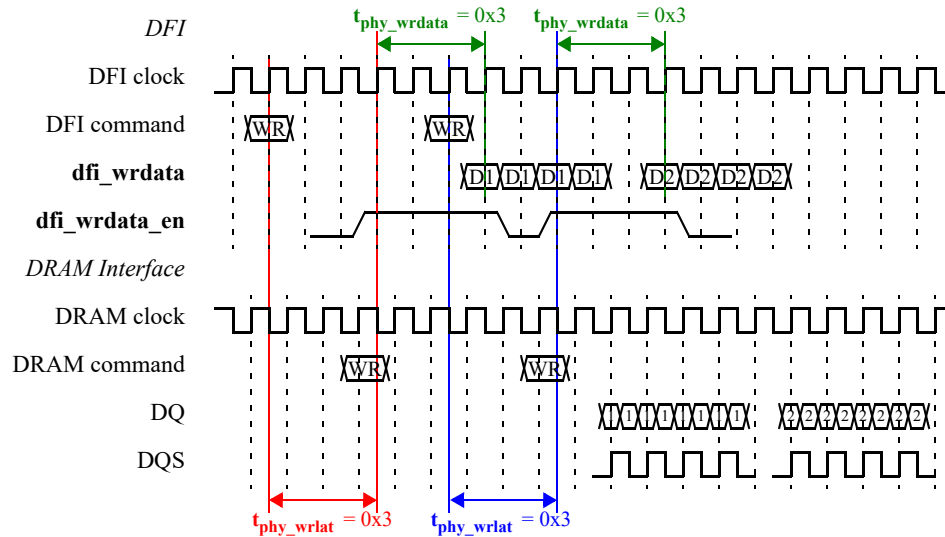 DFI t_phy_wrdata = 0x3 t_phy_wrdata = 0x3
DFI clock
DFI command WR WR
dfi_wrdata D1 D1 D1 D1 D2 D2 D2 D2
dfi_wrdata_en
DRAM Interface
DRAM clock
DRAM command WR WR
DQ 1 1 1 1 1 1 1 1 2 2 2 2 2 2 2 2
DQS
t_phy_wrlat = 0x3 t_phy_wrlat = 0x3